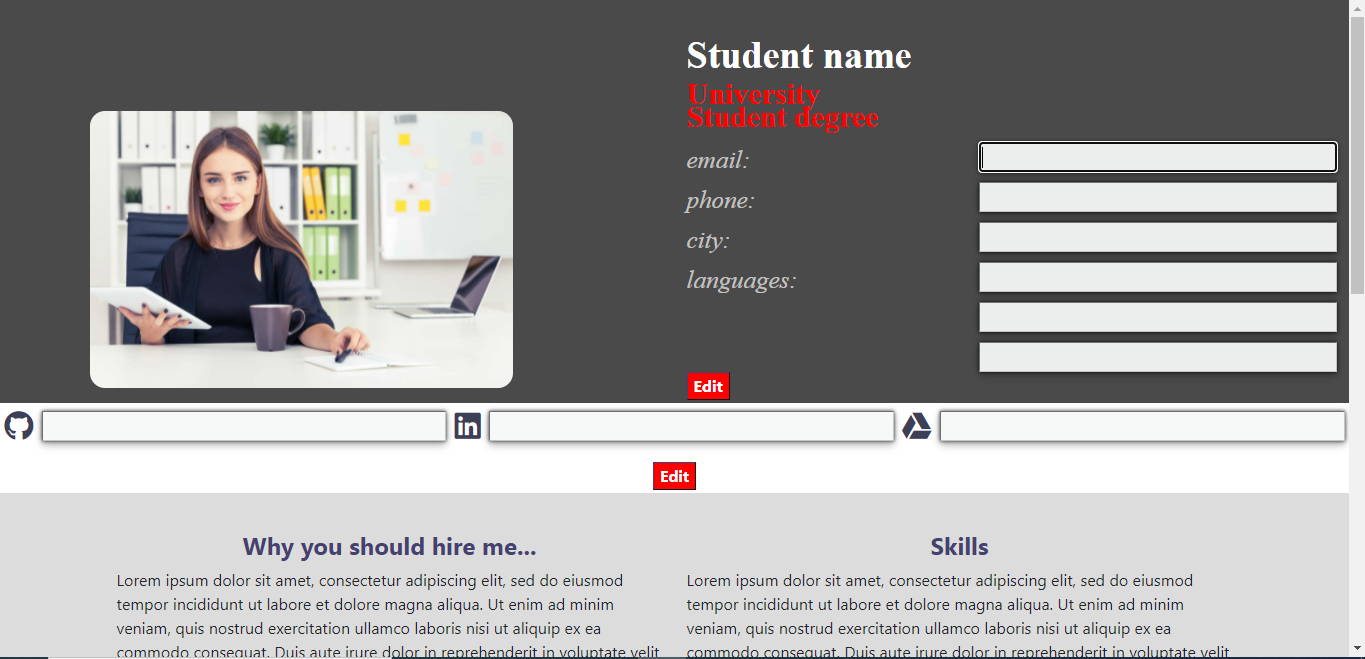 Student name
University
Student degree
email:
phone:
city:
languages:
Edit
in
Edit
Why you should hire me...
Lorem ipsum dolor sit amet, consectetur adipiscing elit, sed do eiusmod
tempor incididunt ut labore et dolore magna aliqua. Ut enim ad minim
veniam, quis nostrud exercitation ullamco laboris nisi ut aliquip ex ea
commodo consequat. Duis aute irure dolor in reprehenderit in voluptate velit
Skills
Lorem ipsum dolor sit amet, consectetur adipiscing elit, sed do eiusmod
tempor incididunt ut labore et dolore magna aliqua. Ut enim ad minim
veniam, quis nostrud exercitation ullamco laboris nisi ut aliquip ex ea
commodo consequat. Duis aute irure dolor in reprehenderit in voluptate velit